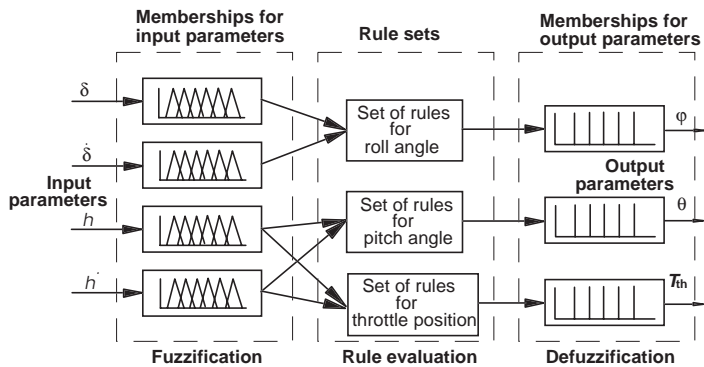 Memberships for
input parameters
Rule sets
Memberships for
output parameters
δ
δ̇
Input
parameters
h
h˙
Set of rules
for
roll angle
Set of rules
for
pitch angle
Set of rules
for
throttle position
φ
Output
parameters
θ
Tth
Fuzzification
Rule evaluation
Defuzzification